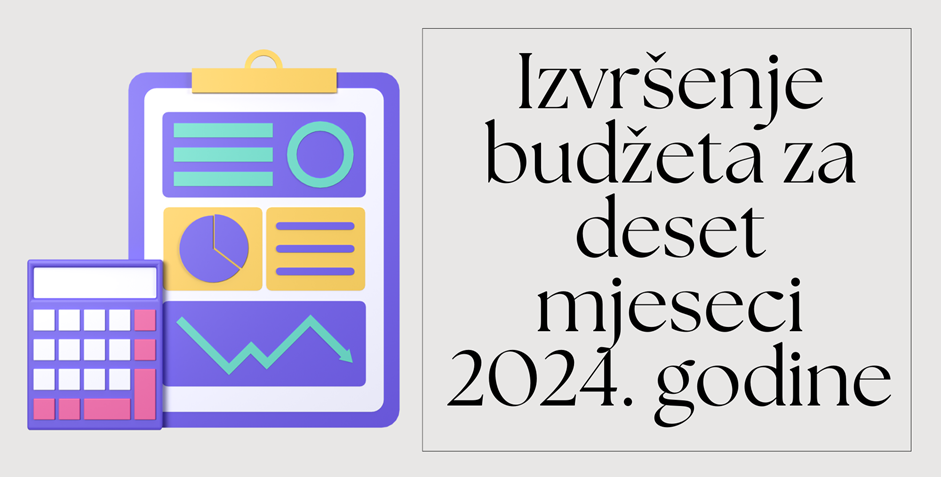 Izvršenje
budžeta za
deset
mjeseci
2024. godine